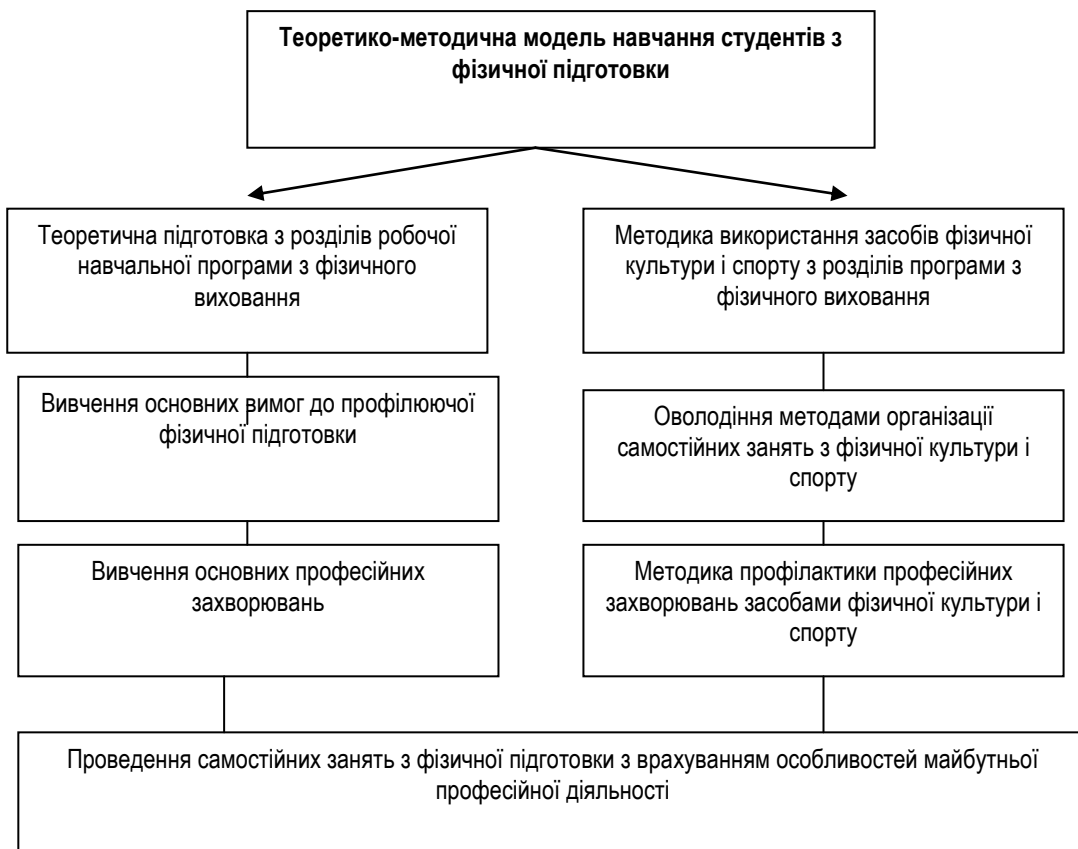 Теоретико-методична модель навчання студентів з
фізичної підготовки
Теоретична підготовка з розділів робочої
навчальної програми з фізичного
виховання
Методика використання засобів фізичної
культури і спорту з розділів програми з
фізичного виховання
Вивчення основних вимог до профілюючої
фізичної підготовки
Оволодіння методами організації
самостійних занять з фізичної культури і
спорту
Вивчення основних професійних
захворювань
Методика профілактики професійних
захворювань засобами фізичної культури і
спорту
Проведення самостійних занять з фізичної підготовки з врахуванням особливостей майбутньої
професійної діяльності